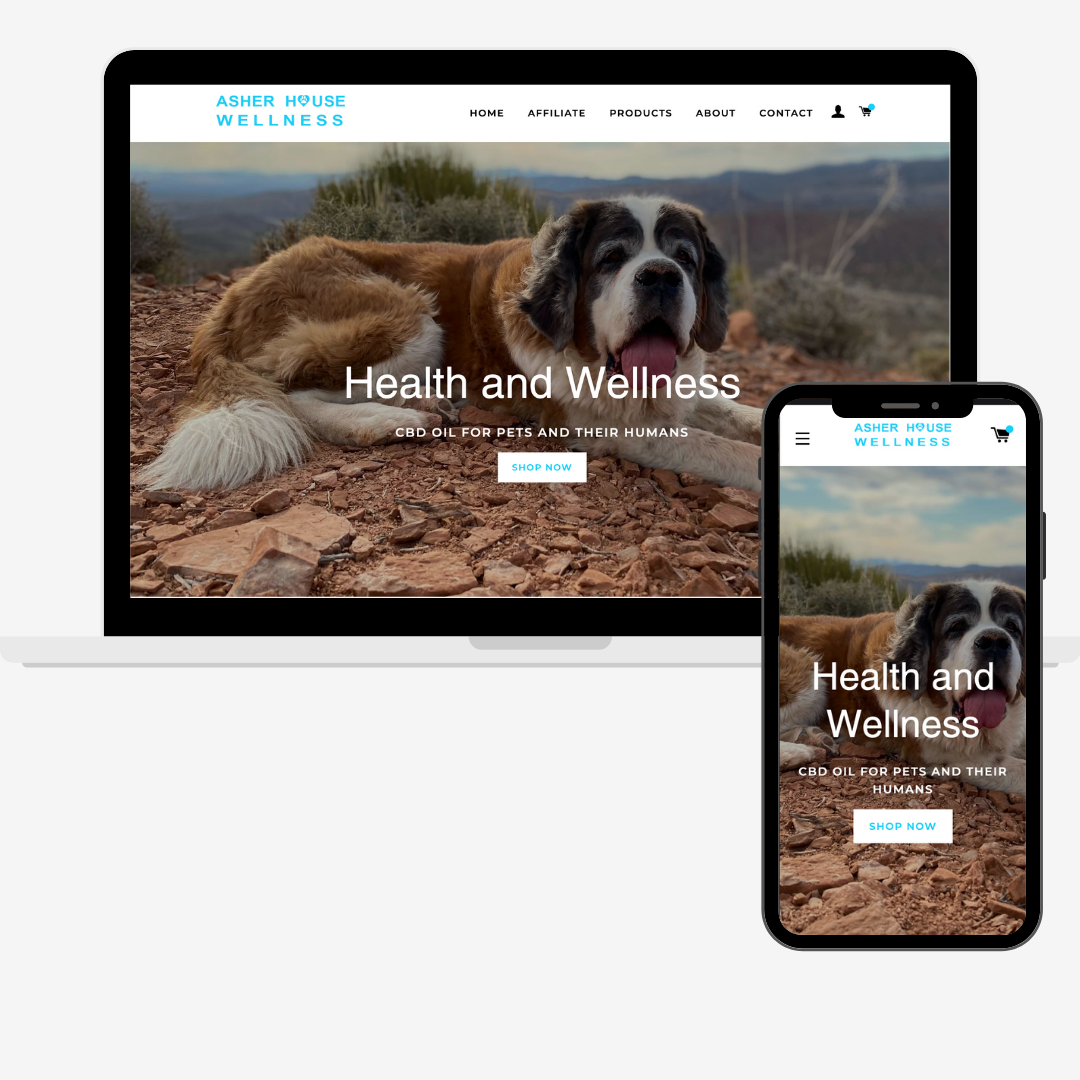 ASHER HOUSE
WELLNESS
HOME AFFILIATE PRODUCTS ABOUT CONTACT
Health and Wellness
CBD OIL FOR PETS AND THEIR HUMANS
SHOP NOW
ASHER HOUSE
WELLNESS
Health and
Wellness
CBD OIL FOR PETS AND THEIR
HUMANS
SHOP NOW